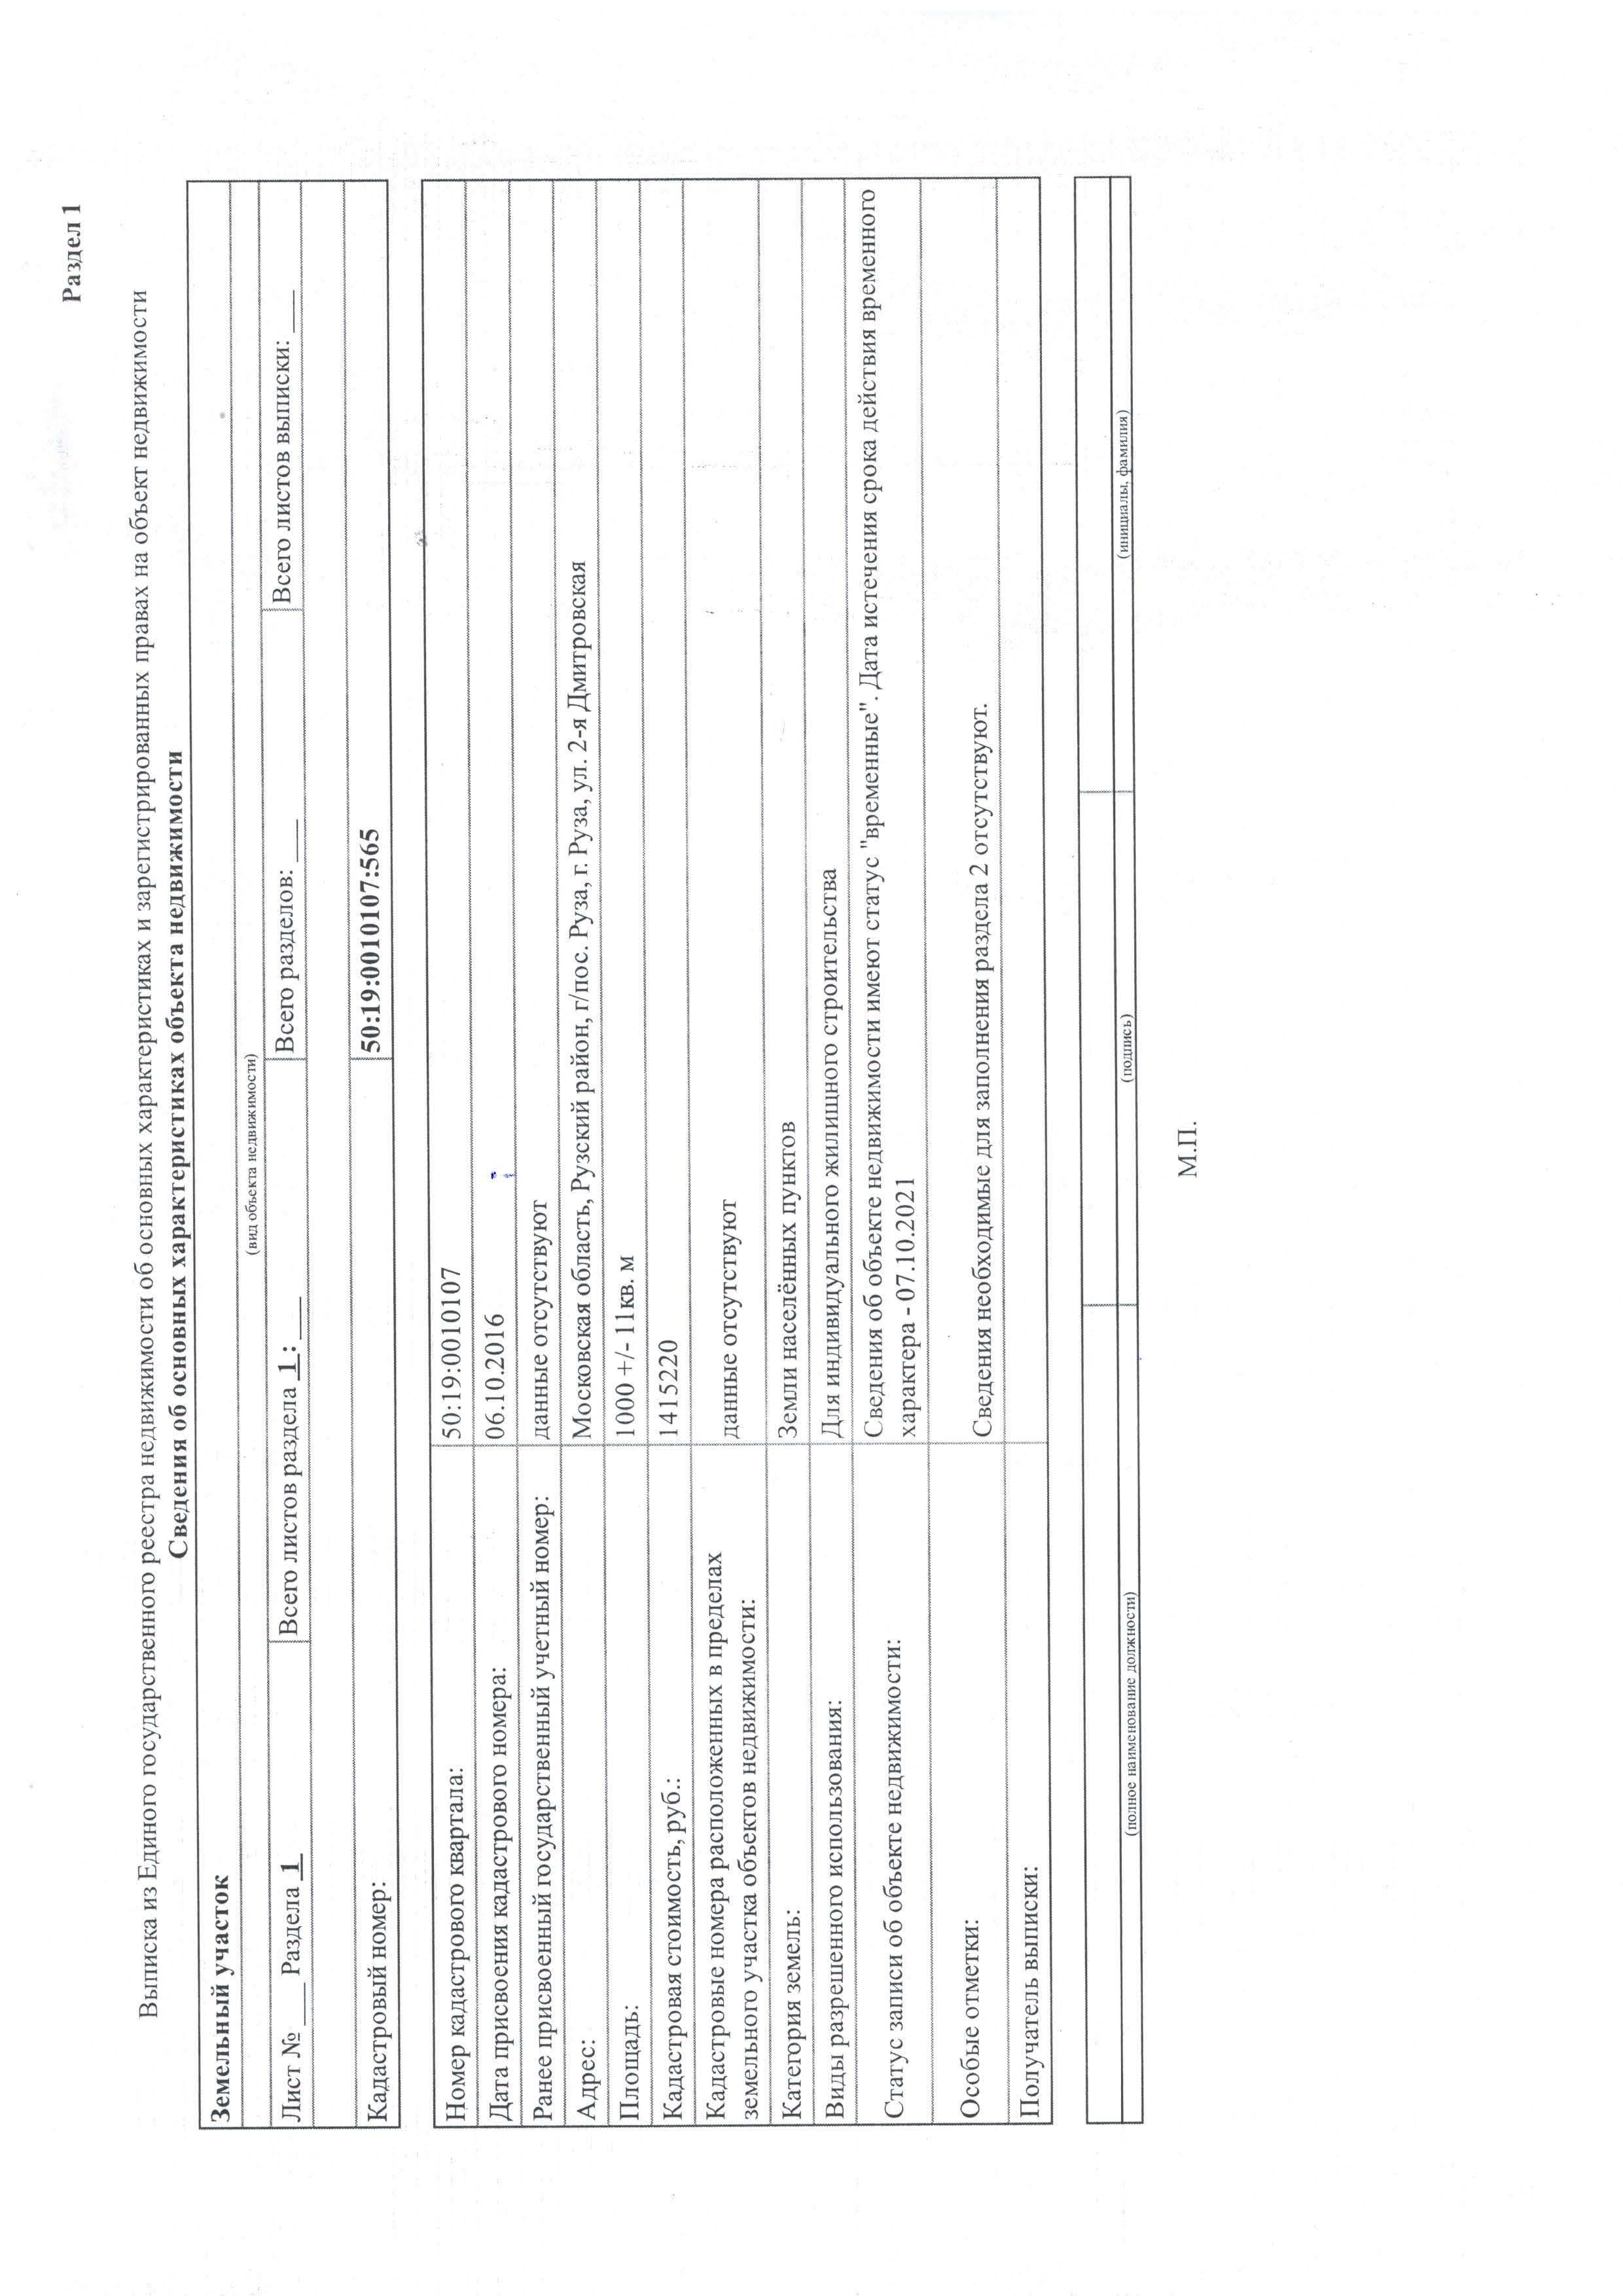 Раздел 1
Выписка из Единого государственного реестра недвижимости об основных характеристиках и зарегистрированных правах на объект недвижимости
Сведения об основных характеристиках объекта недвижимости
Земельный участок
(вид объекта недвижимости)
Лист № ___ Раздела 1 Всего листов раздела 1 : ___ Всего разделов: ___ Всего листов выписки: ___
Кадастровый номер: 50:19:0010107:565
Номер кадастрового квартала: 50:19:0010107
Дата присвоения кадастрового номера: 06.10.2016
Ранее присвоенный государственный учетный номер: данные отсутствуют
Адрес: Московская область, Рузский район, г/пос. Руза, г. Руза, ул. 2-я Дмитровская
Площадь: 1000 +/- 11кв. м
Кадастровая стоимость, руб.: 1415220
Кадастровые номера расположенных в пределах
земельного участка объектов недвижимости: данные отсутствуют
Категория земель: Земли населённых пунктов
Виды разрешенного использования: Для индивидуального жилищного строительства
Статус записи об объекте недвижимости: Сведения об объекте недвижимости имеют статус "временные". Дата истечения срока действия временного
характера - 07.10.2021
Особые отметки: Сведения необходимые для заполнения раздела 2 отсутствуют.
Получатель выписки:
(полное наименование должности) (подпись) (инициалы, фамилия)
М.П.